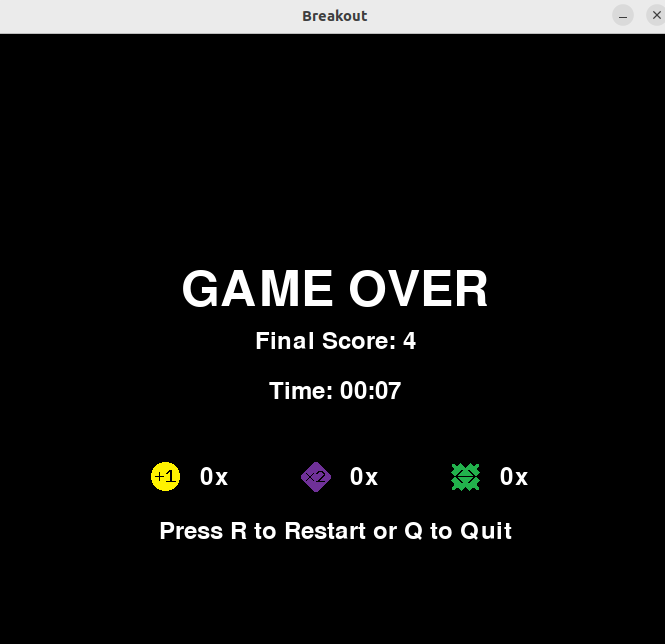 Breakout
GAME OVER
Final Score: 4
Time: 00:07
+1 0x ×2 0x 0x
Press R to Restart or Q to Quit